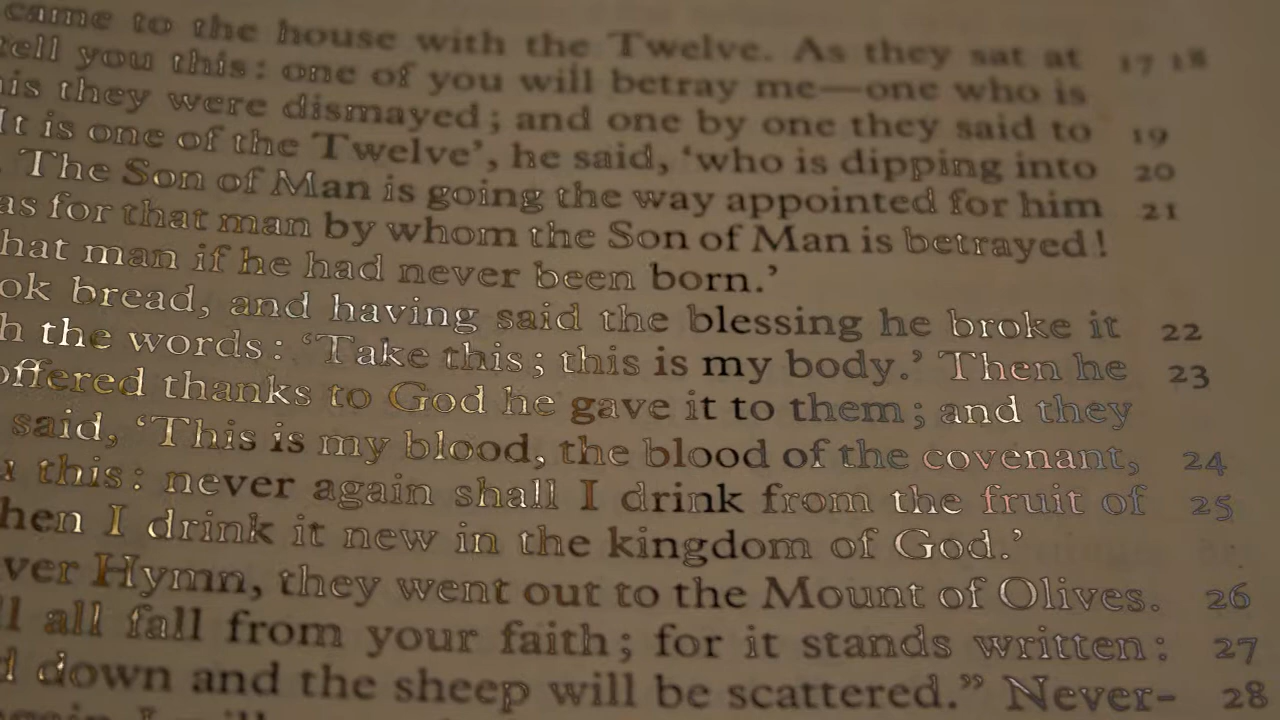 came to the house with the Twelve. As they sat at 17 18
tell you this: one of you will betray me—one who is
his they were dismayed; and one by one they said to 19
It is one of the Twelve’, he said, ‘who is dipping into 20
. The Son of Man is going the way appointed for him 21
as for that man by whom the Son of Man is betrayed!
hat man if he had never been born.’
ok bread, and having said the blessing he broke it 22
h the words: ‘Take this; this is my body.’ Then he 23
offered thanks to God he gave it to them; and they
said, ‘This is my blood, the blood of the covenant, 24
u this: never again shall I drink from the fruit of 25
hen I drink it new in the kingdom of God.’
ver Hymn, they went out to the Mount of Olives. 26
ll all fall from your faith; for it stands written: 27
d down and the sheep will be scattered.” Never- 28